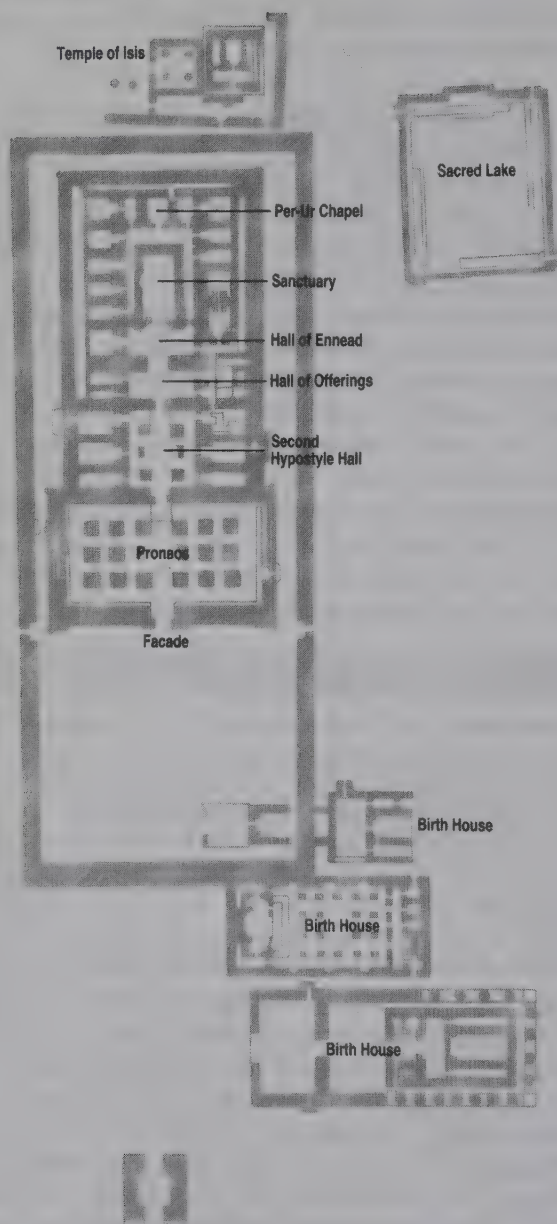 Temple of Isis
Sacred Lake
Per-Ur Chapel
Sanctuary
Hall of Ennead
Hall of Offerings
Second
Hypostyle Hall
Pronaos
Facade
Birth House
Birth House
Birth House